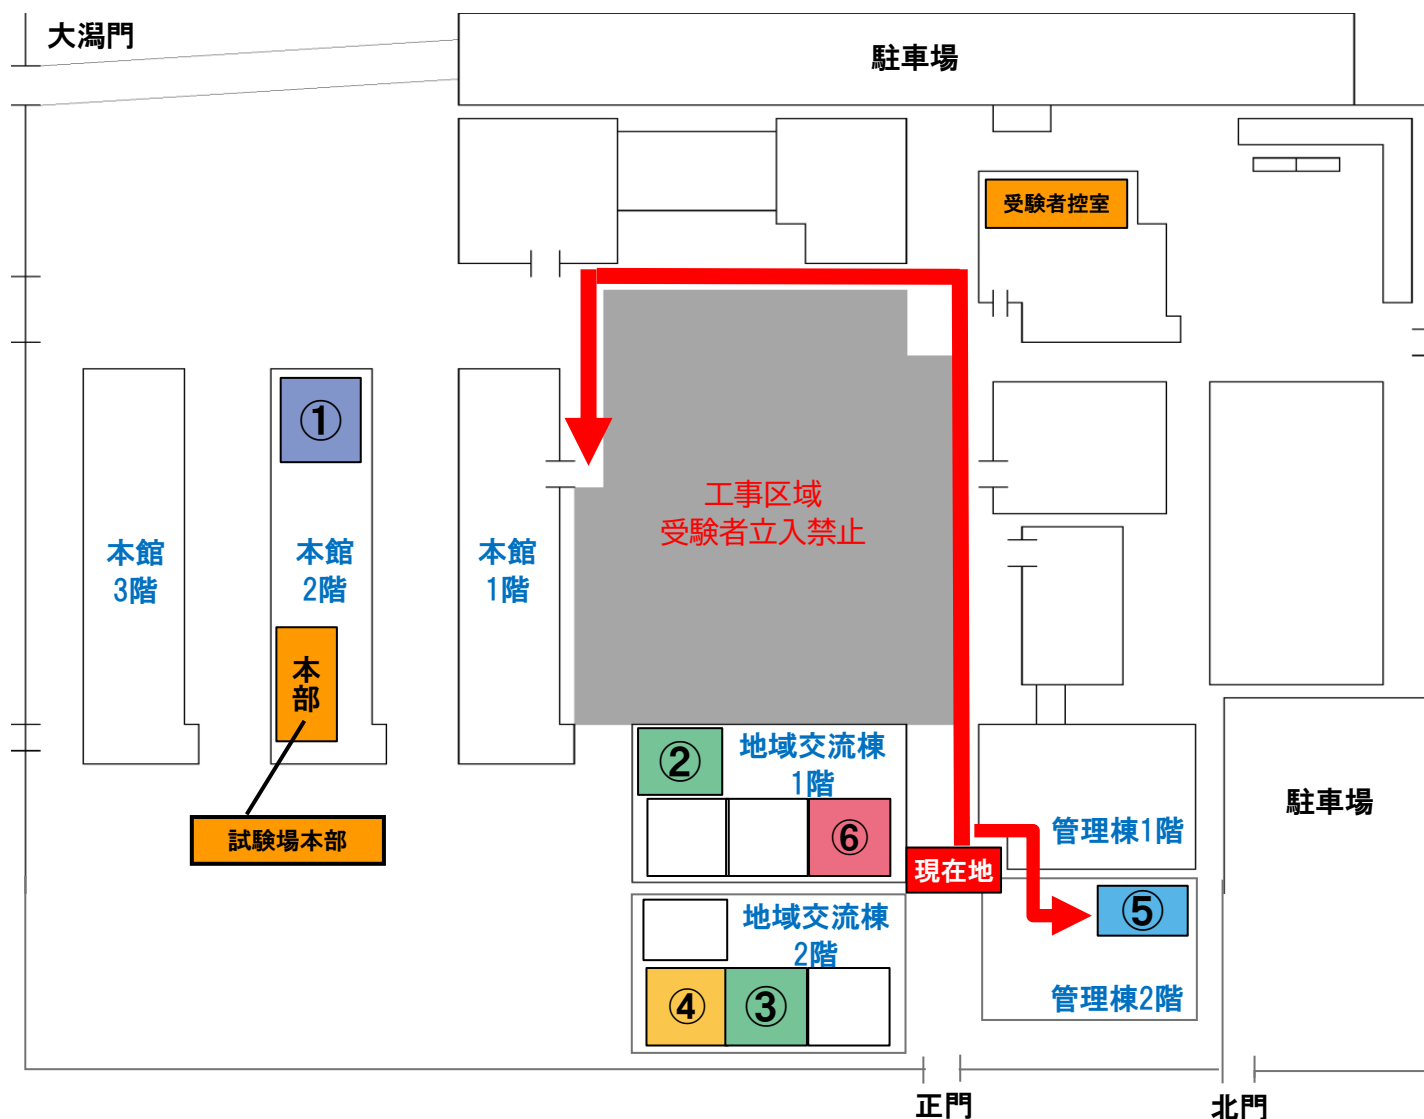 大潟門
駐車場
受験者控室
①
工事区域
受験者立入禁止
本館
3階
本館
2階
本館
1階
本
部
試験場本部
②
地域交流棟
1階
⑥
現在地
管理棟1階
駐車場
⑤
地域交流棟
2階
④
③
管理棟2階
正門
北門